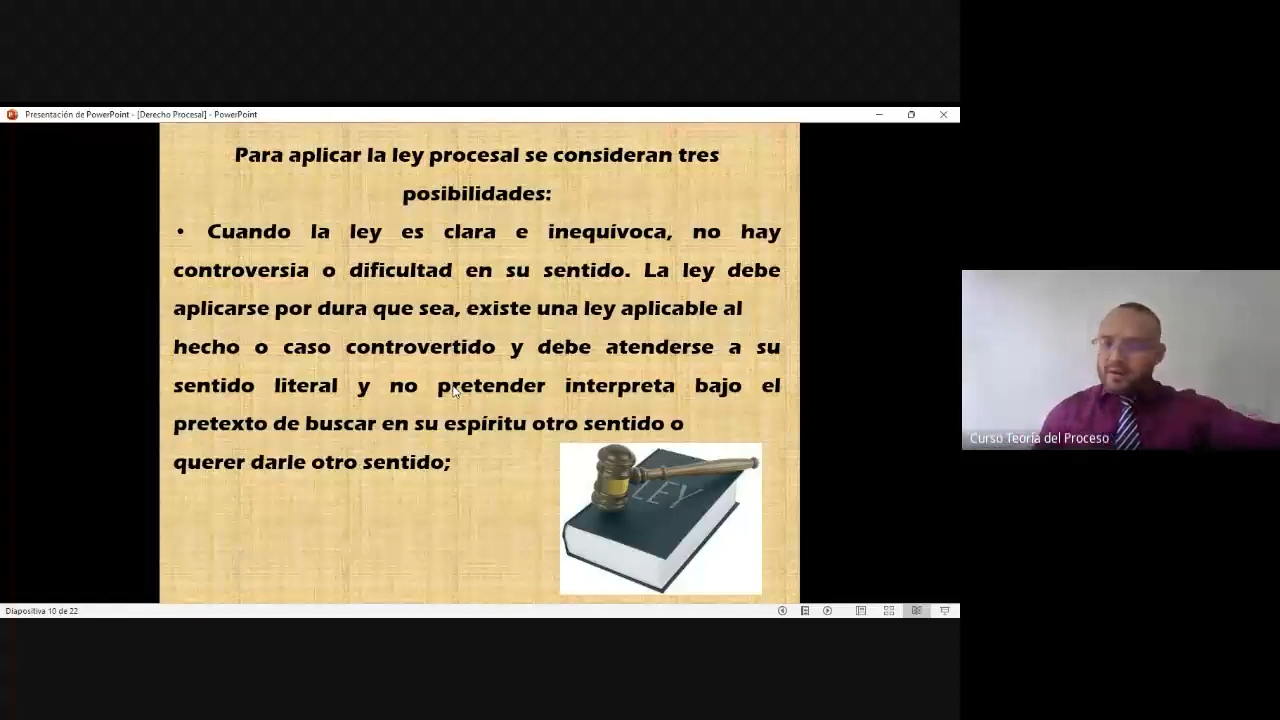 Presentación de PowerPoint - [Derecho Procesal] - PowerPoint
Para aplicar la ley procesal se consideran tres
posibilidades:
• Cuando la ley es clara e inequívoca, no hay
controversia o dificultad en su sentido. La ley debe
aplicarse por dura que sea, existe una ley aplicable al
hecho o caso controvertido y debe atenderse a su
sentido literal y no pretender interpreta bajo el
pretexto de buscar en su espíritu otro sentido o
querer darle otro sentido;
LEY
Curso Teoría del Proceso
Diapositiva 10 de 22